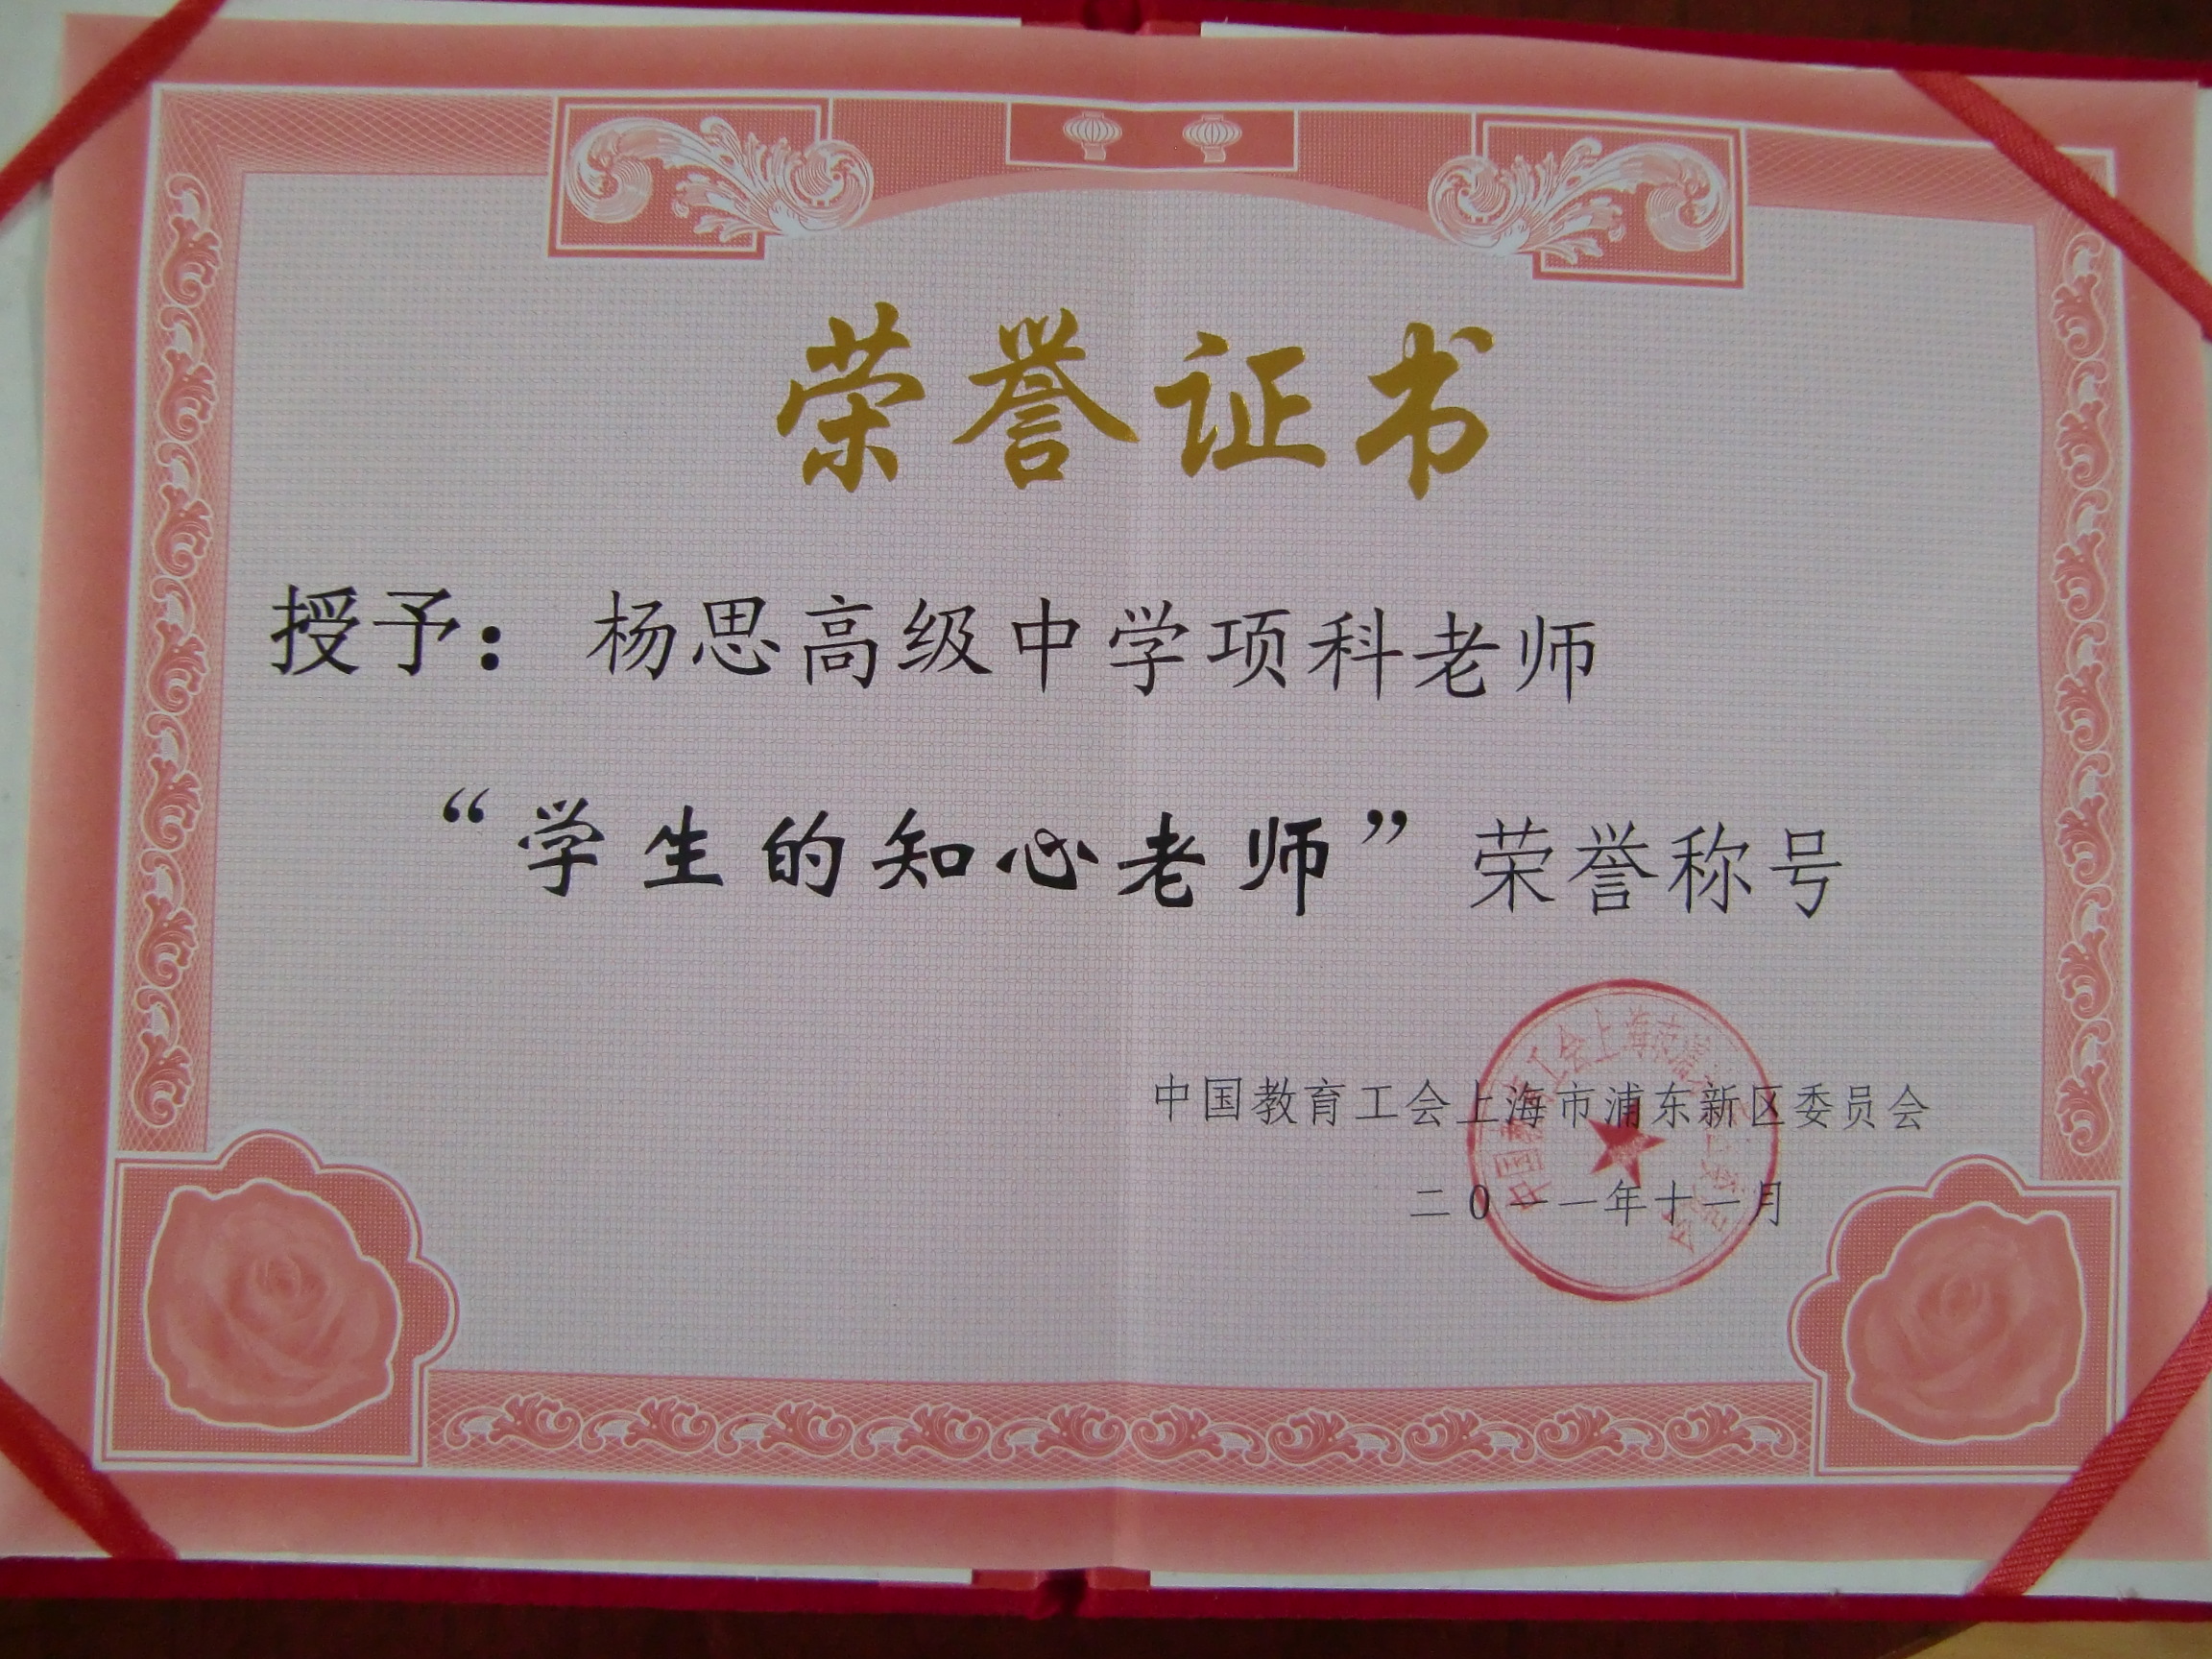 荣誉证书
授予：杨思高级中学项科老师
“学生的知心老师”荣誉称号
中国教育工会上海市浦东新区委员会
二0一一年十一月